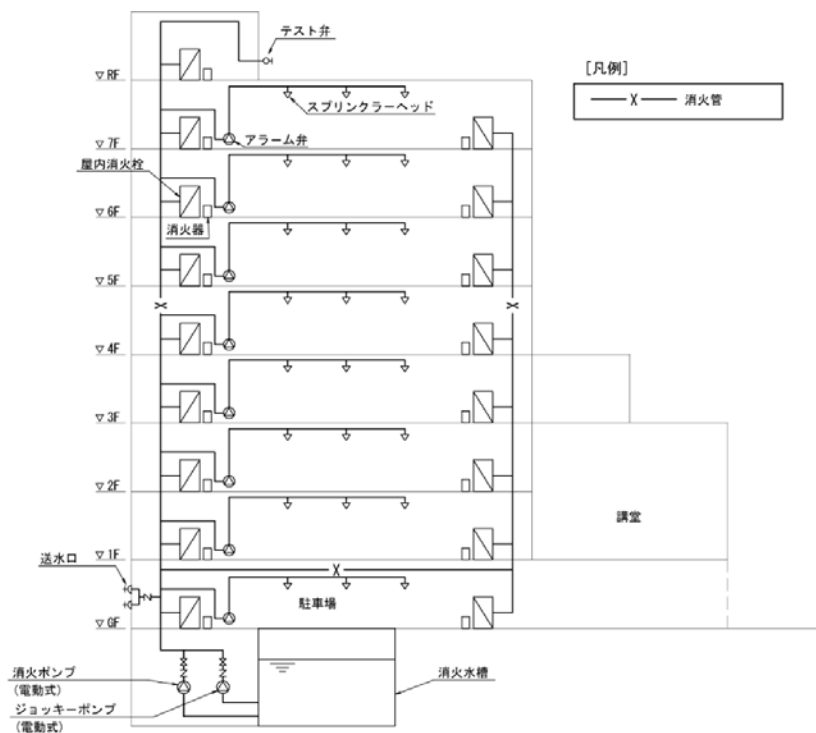 テスト弁
▽ RF
[凡例]
X 消火管
スプリンクラーヘッド
アラーム弁
▽ 7F
屋内消火栓
▽ 6F
消火器
▽ 5F
X
X
▽ 4F
▽ 3F
▽ 2F
講堂
送水口
▽ 1F
X
駐車場
▽ GF
消火ポンプ
(電動式)
消火水槽
ジョッキーポンプ
(電動式)